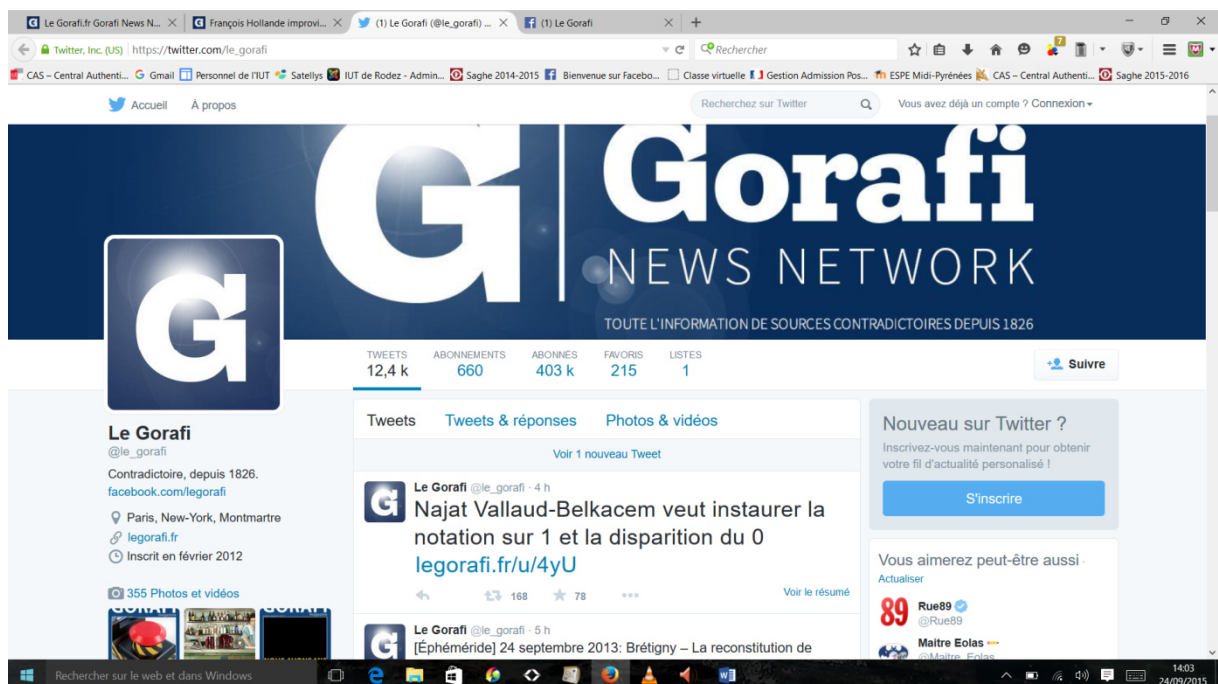 Le Gorafi.fr Gorafi News N...
François Hollande improvi...
(1) Le Gorafi (@le_gorafi) ...
(1) Le Gorafi
Twitter, Inc. (US)
https://twitter.com/le_gorafi
Rechercher
7
CAS – Central Authenti...
Gmail
Personnel de l'IUT
Satellys
IUT de Rodez - Admin...
Saghe 2014-2015
Bienvenue sur Facebo...
Classe virtuelle
Gestion Admission Pos...
ESPE Midi-Pyrénées
CAS – Central Authenti...
Saghe 2015-2016
Accueil
À propos
Recherchez sur Twitter
Vous avez déjà un compte ? Connexion
G
Gorafi
NEWS NETWORK
TOUTE L'INFORMATION DE SOURCES CONTRADICTOIRES DEPUIS 1826
G
TWEETS
12,4 k
ABONNEMENTS
660
ABONNÉS
403 k
FAVORIS
215
LISTES
1
Suivre
Le Gorafi
@le_gorafi
Contradictoire, depuis 1826.
facebook.com/legorafi
Paris, New-York, Montmartre
legorafi.fr
Inscrit en février 2012
355 Photos et vidéos
Tweets
Tweets & réponses
Photos & vidéos
Voir 1 nouveau Tweet
Le Gorafi @le_gorafi · 4 h
Najat Vallaud-Belkacem veut instaurer la
notation sur 1 et la disparition du 0
legorafi.fr/u/4yU
168
78
Voir le résumé
Le Gorafi @le_gorafi · 5 h
[Éphéméride] 24 septembre 2013: Brétigny – La reconstitution de
Nouveau sur Twitter ?
Inscrivez-vous maintenant pour obtenir
votre fil d'actualité personalisé !
S'inscrire
Vous aimerez peut-être aussi ·
Actualiser
89
Rue89
@Rue89
Maitre Eolas
@Maitre_Eolas
Rechercher sur le web et dans Windows
14:03
24/09/2015